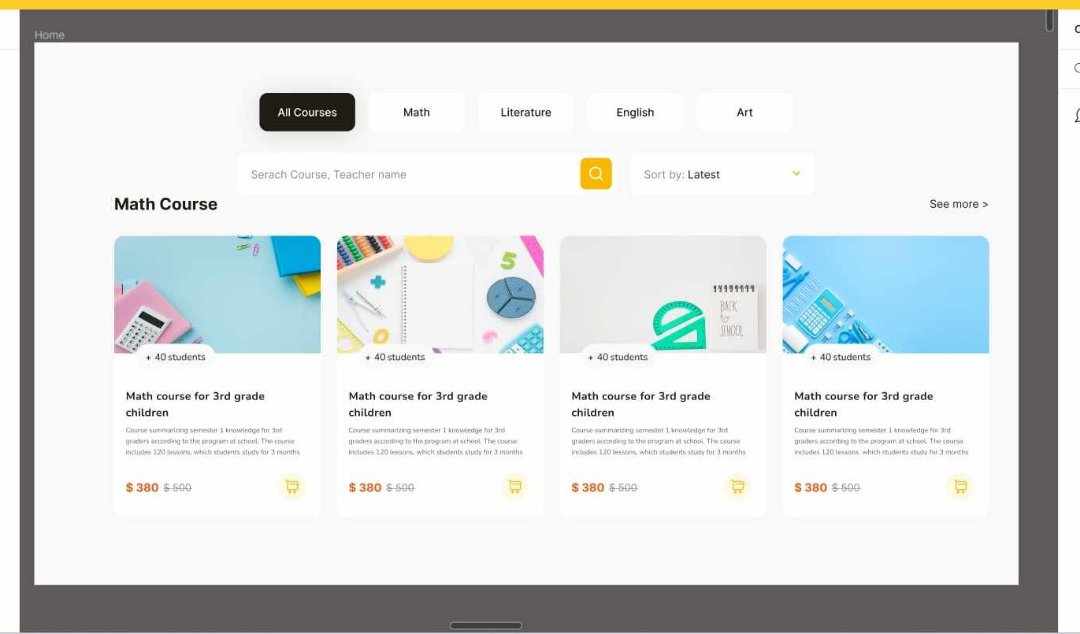 Home
All Courses
Math
Literature
English
Art
Serach Course, Teacher name
Sort by: Latest
Math Course
See more >
5
BACK
to
SCHOOL
+ 40 students
+ 40 students
+ 40 students
+ 40 students
Math course for 3rd grade
children
Course summarizing semester 1 knowledge for 3rd
graders according to the program at school. The course
includes 120 lessons, which students study for 3 months
$ 380 $ 500
Math course for 3rd grade
children
Course summarizing semester 1 knowledge for 3rd
graders according to the program at school. The course
includes 120 lessons, which students study for 3 months
$ 380 $ 500
Math course for 3rd grade
children
Course summarizing semester 1 knowledge for 3rd
graders according to the program at school. The course
includes 120 lessons, which students study for 3 months
$ 380 $ 500
Math course for 3rd grade
children
Course summarizing semester 1 knowledge for 3rd
graders according to the program at school. The course
includes 120 lessons, which students study for 3 months
$ 380 $ 500